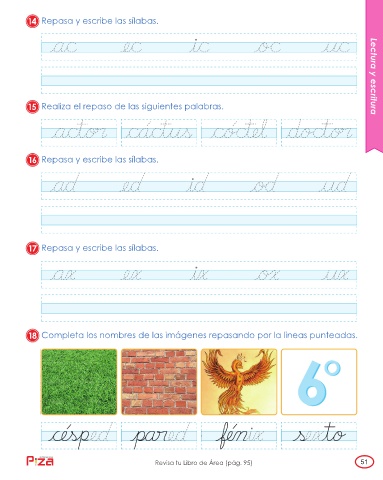 14 Repasa y escribe las sílabas.
ac ec ic oc uc
Lectura y escritura
15 Realiza el repaso de las siguientes palabras.
actor cáctus cóctel doctor
16 Repasa y escribe las sílabas.
ad ed id od ud
17 Repasa y escribe las sílabas.
ax ex ix ox ux
18 Completa los nombres de las imágenes repasando por la lineas punteadas.
6°
césped pared fénix sexto
P:za Revisa tu Libro de Área (pág. 95) 51